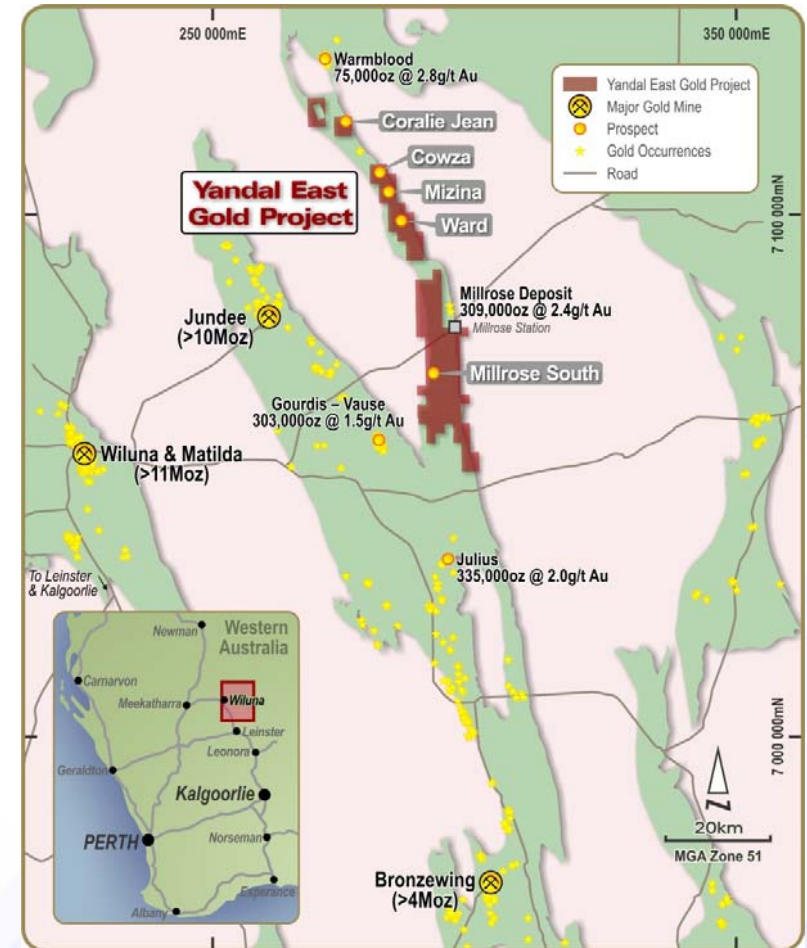 250 000mE
350 000mE
Warmblood
75,000oz @ 2.8g/t Au
Yandal East Gold Project
Major Gold Mine
Prospect
Gold Occurrences
Road
Coralie Jean
Cowza
Mizina
Ward
Yandal East
Gold Project
7 100 000mN
Jundee
(>10Moz)
Millrose Deposit
309,000oz @ 2.4g/t Au
Millrose Station
Millrose South
Gourdis – Vause
303,000oz @ 1.5g/t Au
Wiluna & Matilda
(>11Moz)
Julius
335,000oz @ 2.0g/t Au
To Leinster
& Kalgoorlie
Western
Australia
Newman
Carnarvon
Meekatharra
Wiluna
Leinster
Leonora
Geraldton
Kalgoorlie
PERTH
Norseman
Esperance
Albany
7 000 000mN
N
20km
MGA Zone 51
Bronzewing
(>4Moz)